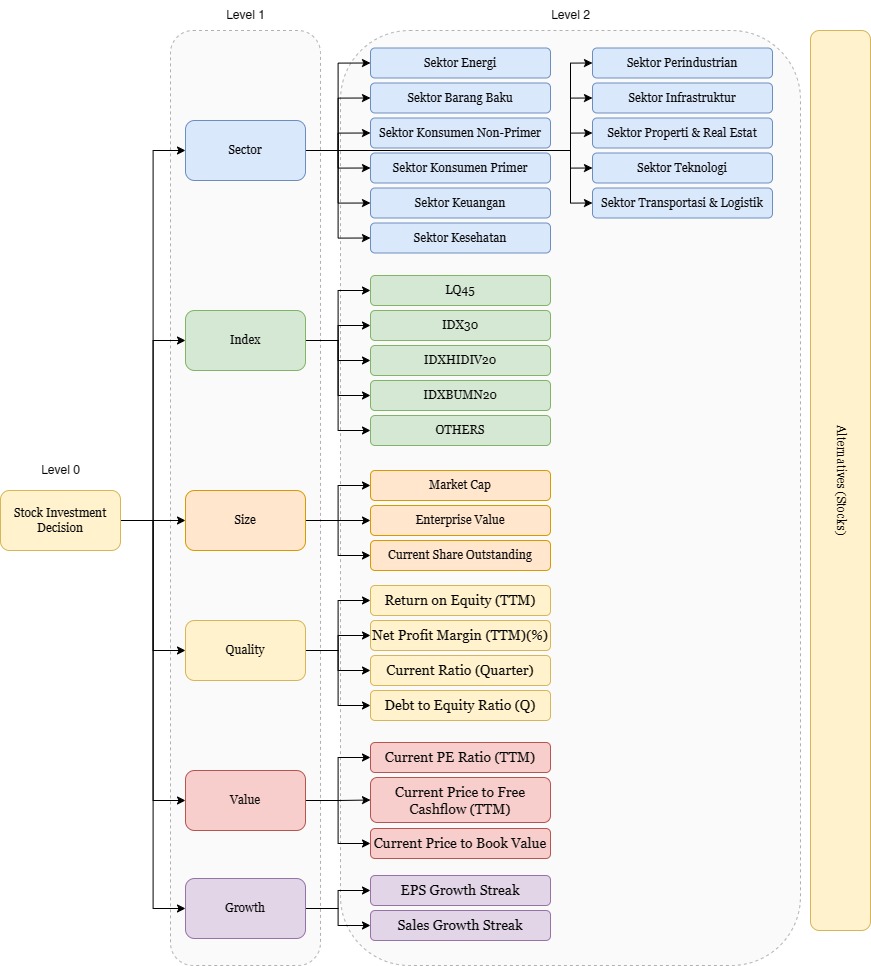 Level 1
Level 2
Level 0
Stock Investment
Decision
Sector
Sektor Energi
Sektor Barang Baku
Sektor Konsumen Non-Primer
Sektor Konsumen Primer
Sektor Keuangan
Sektor Kesehatan
Sektor Perindustrian
Sektor Infrastruktur
Sektor Properti & Real Estat
Sektor Teknologi
Sektor Transportasi & Logistik
Index
LQ45
IDX30
IDXHIDIV20
IDXBUMN20
OTHERS
Size
Market Cap
Enterprise Value
Current Share Outstanding
Quality
Return on Equity (TTM)
Net Profit Margin (TTM)(%)
Current Ratio (Quarter)
Debt to Equity Ratio (Q)
Value
Current PE Ratio (TTM)
Current Price to Free
Cashflow (TTM)
Current Price to Book Value
Growth
EPS Growth Streak
Sales Growth Streak
Alternatives (Stocks)